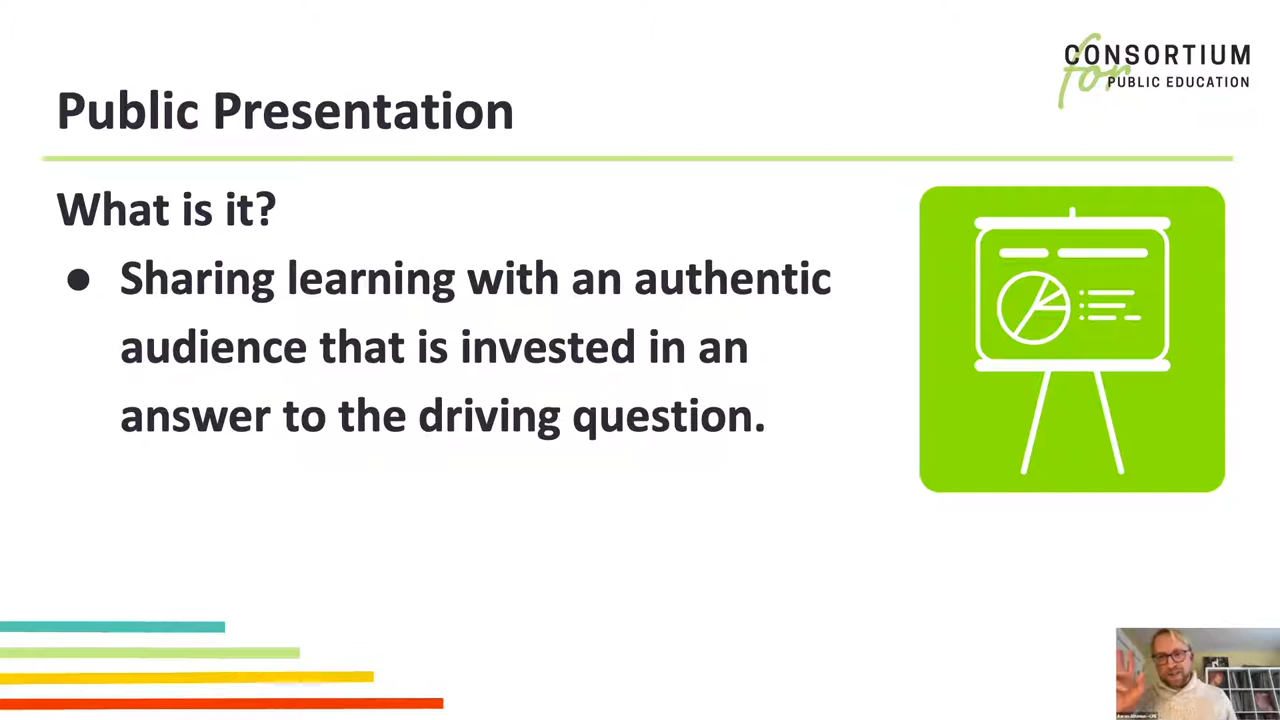 CONSORTIUM
for
PUBLIC EDUCATION
Public Presentation
What is it?
● Sharing learning with an authentic
audience that is invested in an
answer to the driving question.